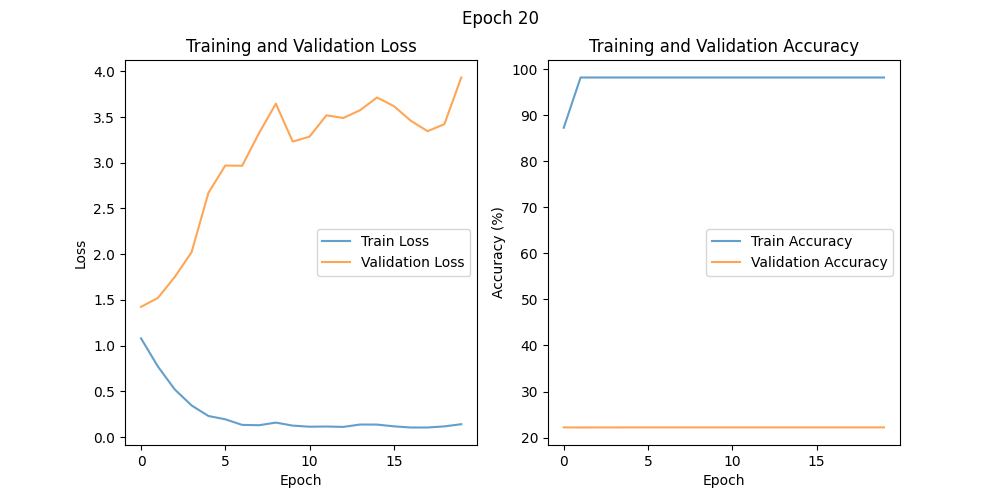 Epoch 20
Training and Validation Loss
4.0
3.5
3.0
2.5
2.0
1.5
1.0
0.5
0.0
Loss
Train Loss
Validation Loss
0 5 10 15
Epoch
Training and Validation Accuracy
100
90
80
70
60
50
40
30
20
Accuracy (%)
Train Accuracy
Validation Accuracy
0 5 10 15
Epoch